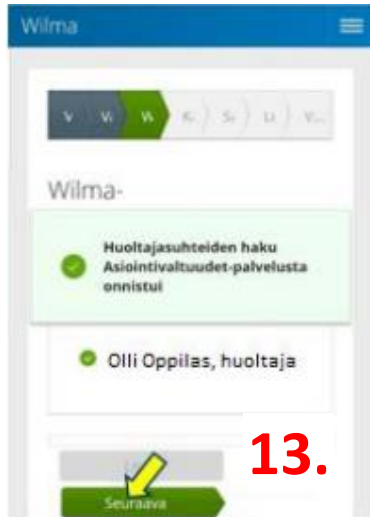 Wilma
Wilma-
Huoltajasuhteiden haku
Asiointivaltuudet-palvelusta
onnistui
Olli Oppilas, huoltaja
13.
Seuraava